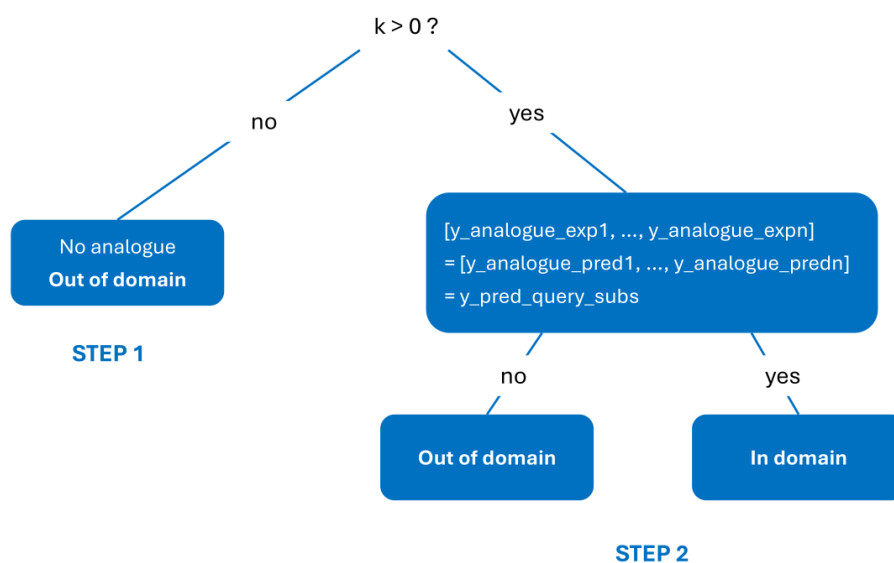 k > 0 ?
no
yes
No analogue
Out of domain
STEP 1
[y_analogue_exp1, ..., y_analogue_expn]
= [y_analogue_pred1, ..., y_analogue_predn]
= y_pred_query_subs
no
yes
Out of domain
In domain
STEP 2